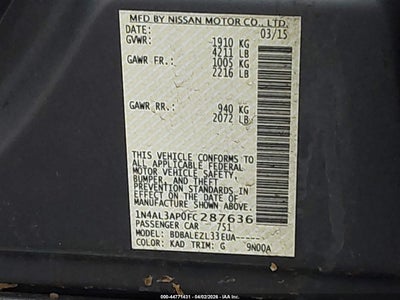 MFD BY NISSAN MOTOR CO., LTD.
DATE: 03/15
GVWR: 1910 KG
4211 LB
GAWR FR.: 1005 KG
2216 LB
GAWR RR.: 940 KG
2072 LB
THIS CAR CONFORMS
TO ALL APPLICABLE FEDERAL
MOTOR VEHICLE SAFETY,
BUMPER, AND THEFT
PREVENTION STANDARDS IN
EFFECT ON THE DATE OF
MANUFACTURE SHOWN ABOVE.
1N4AL3AP0FC287636
PASSENGER CAR 7S1
MODEL: BDBALEZL33EUA-----
COLOR: KAD TRIM: G 9N00A
000-44771431 - 04/02/2026 - IAA Inc.